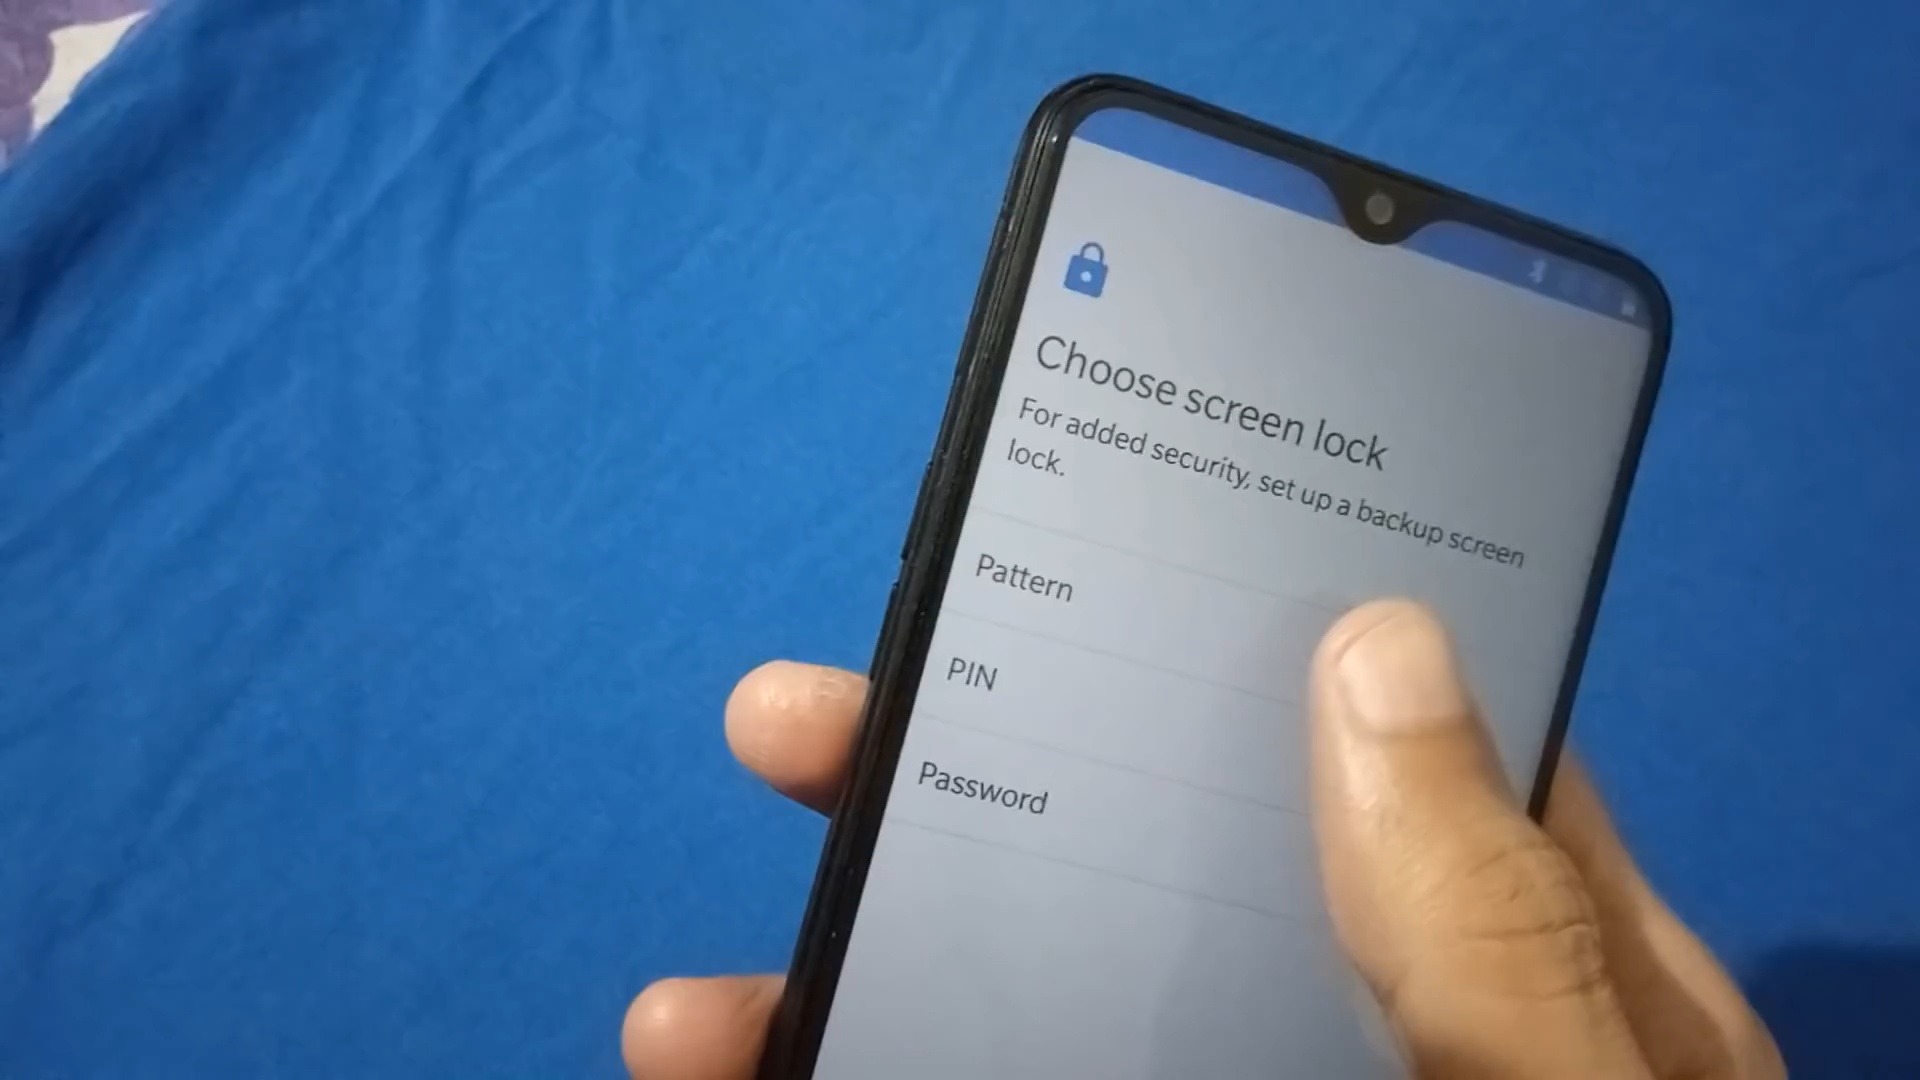 Choose screen lock
For added security, set up a backup screen
lock.
Pattern
PIN
Password